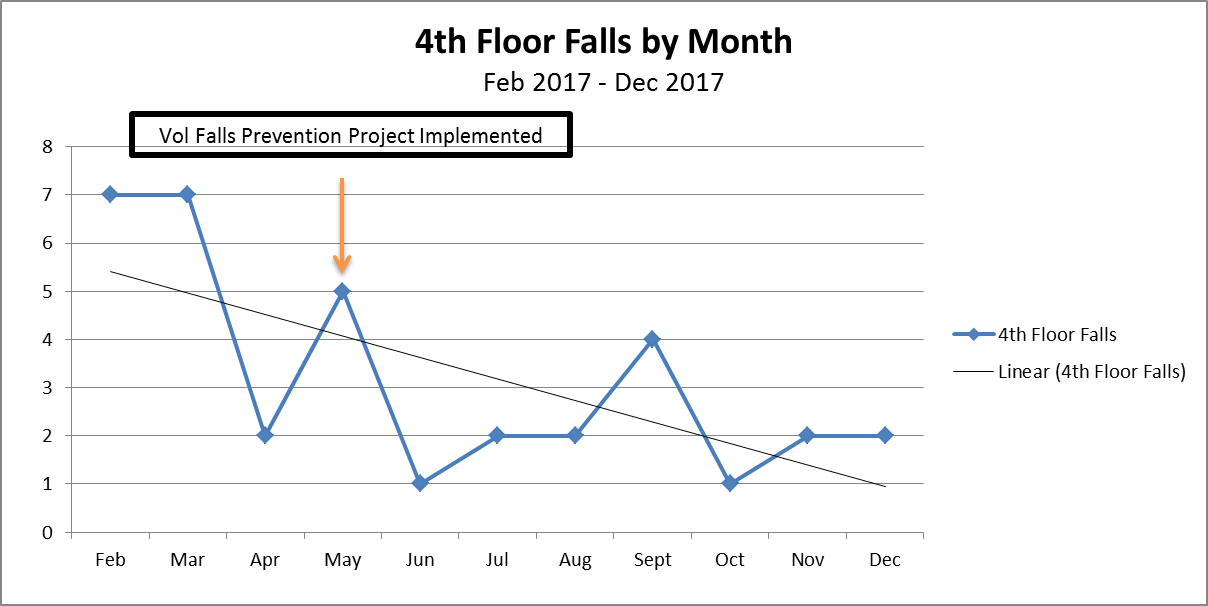 4th Floor Falls by Month
Feb 2017 - Dec 2017
Vol Falls Prevention Project Implemented
8
7
6
5
4
3
2
1
0
Feb Mar Apr May Jun Jul Aug Sept Oct Nov Dec
4th Floor Falls
Linear (4th Floor Falls)